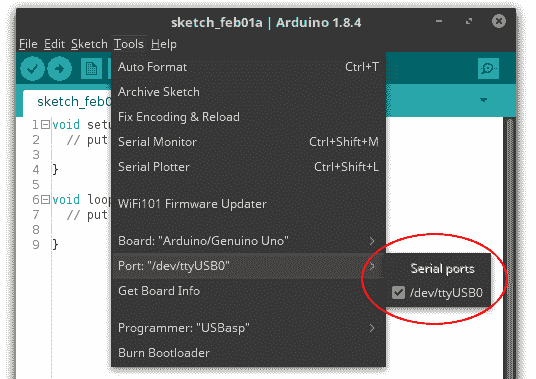 sketch_feb01a | Arduino 1.8.4
File Edit Sketch Tools Help
Auto Format Ctrl+T
Archive Sketch
Fix Encoding & Reload
Serial Monitor Ctrl+Shift+M
Serial Plotter Ctrl+Shift+L
WiFi101 Firmware Updater
Board: "Arduino/Genuino Uno"
Port: "/dev/ttyUSB0"
Get Board Info
Programmer: "USBasp"
Burn Bootloader
Serial ports
/dev/ttyUSB0
sketch_feb0
1 void setu
2 // put
3
4 }
5
6 void loop
7 // put
8
9 }